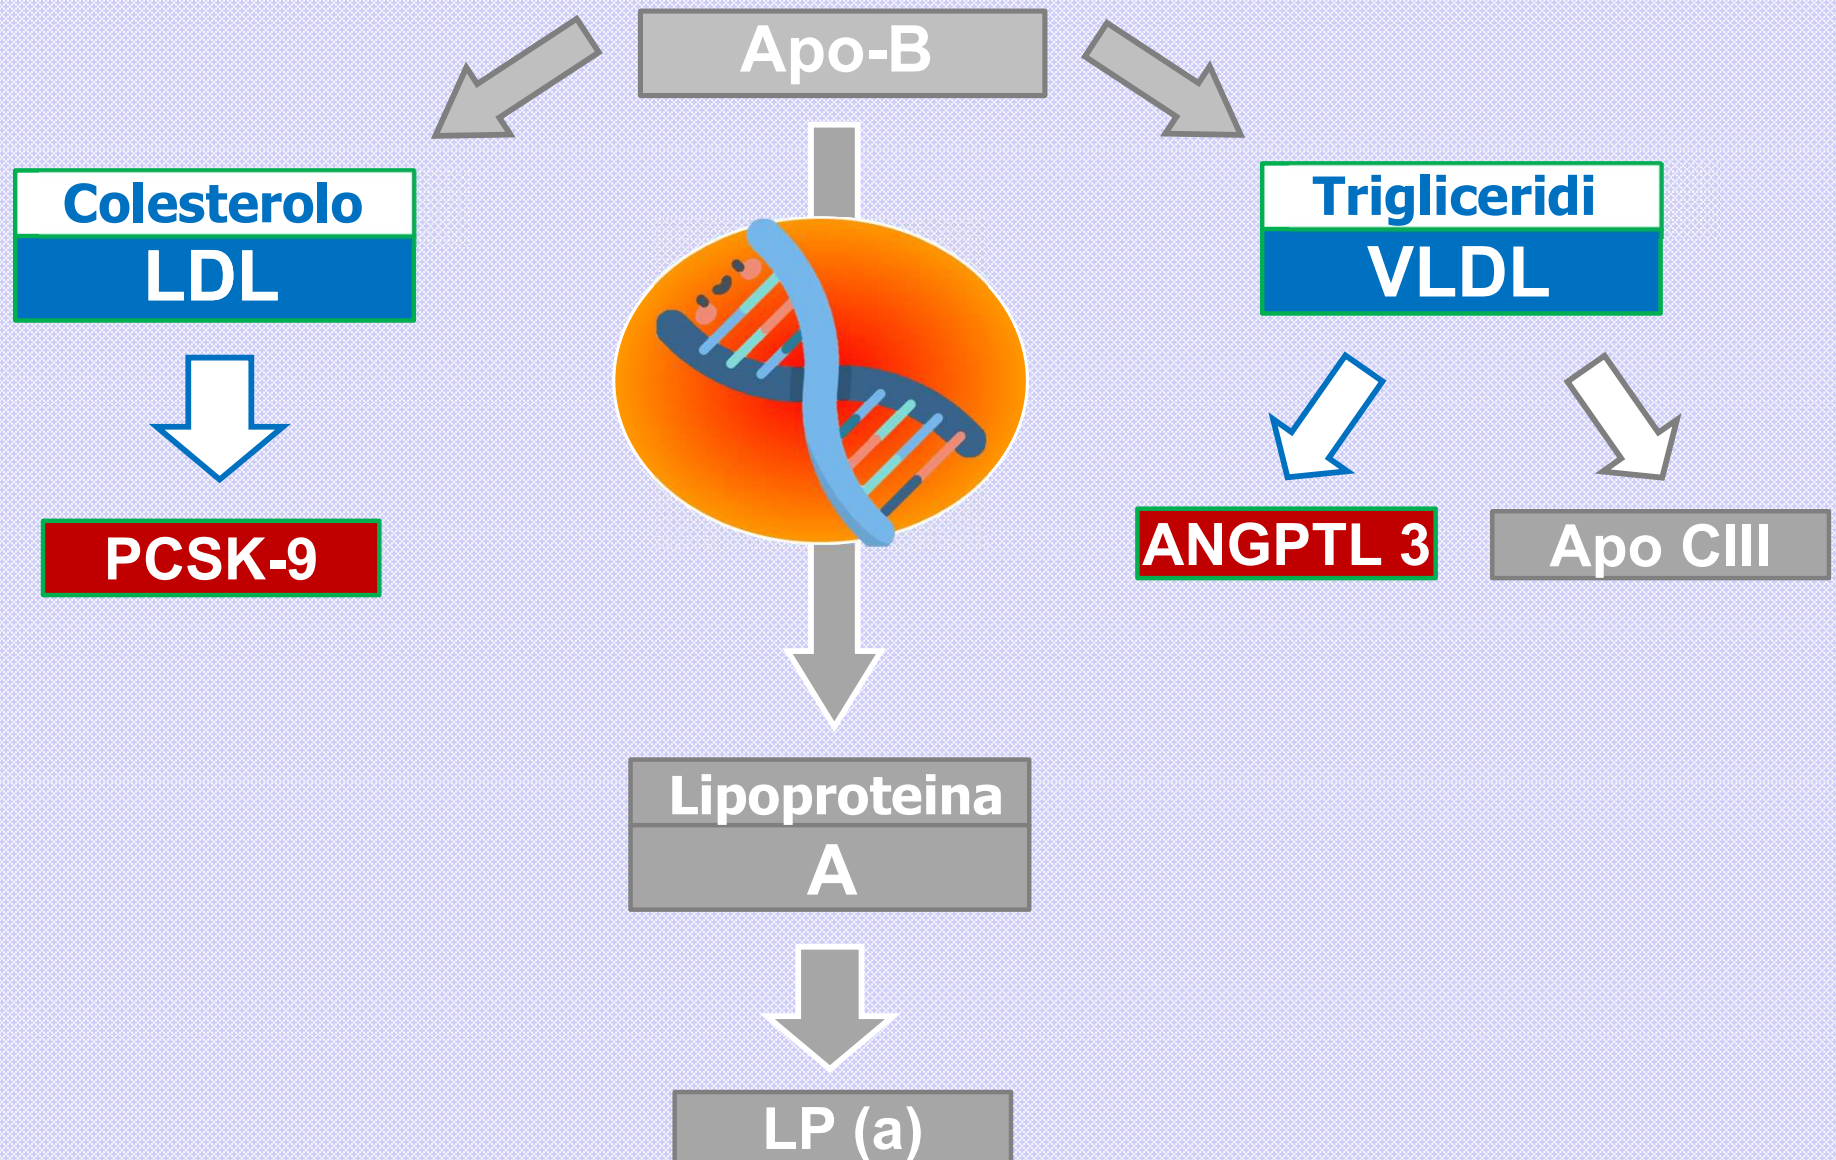 Apo-B
Colesterolo
LDL
Trigliceridi
VLDL
PCSK-9
ANGPTL 3
Apo CIII
Lipoproteina
A
LP (a)